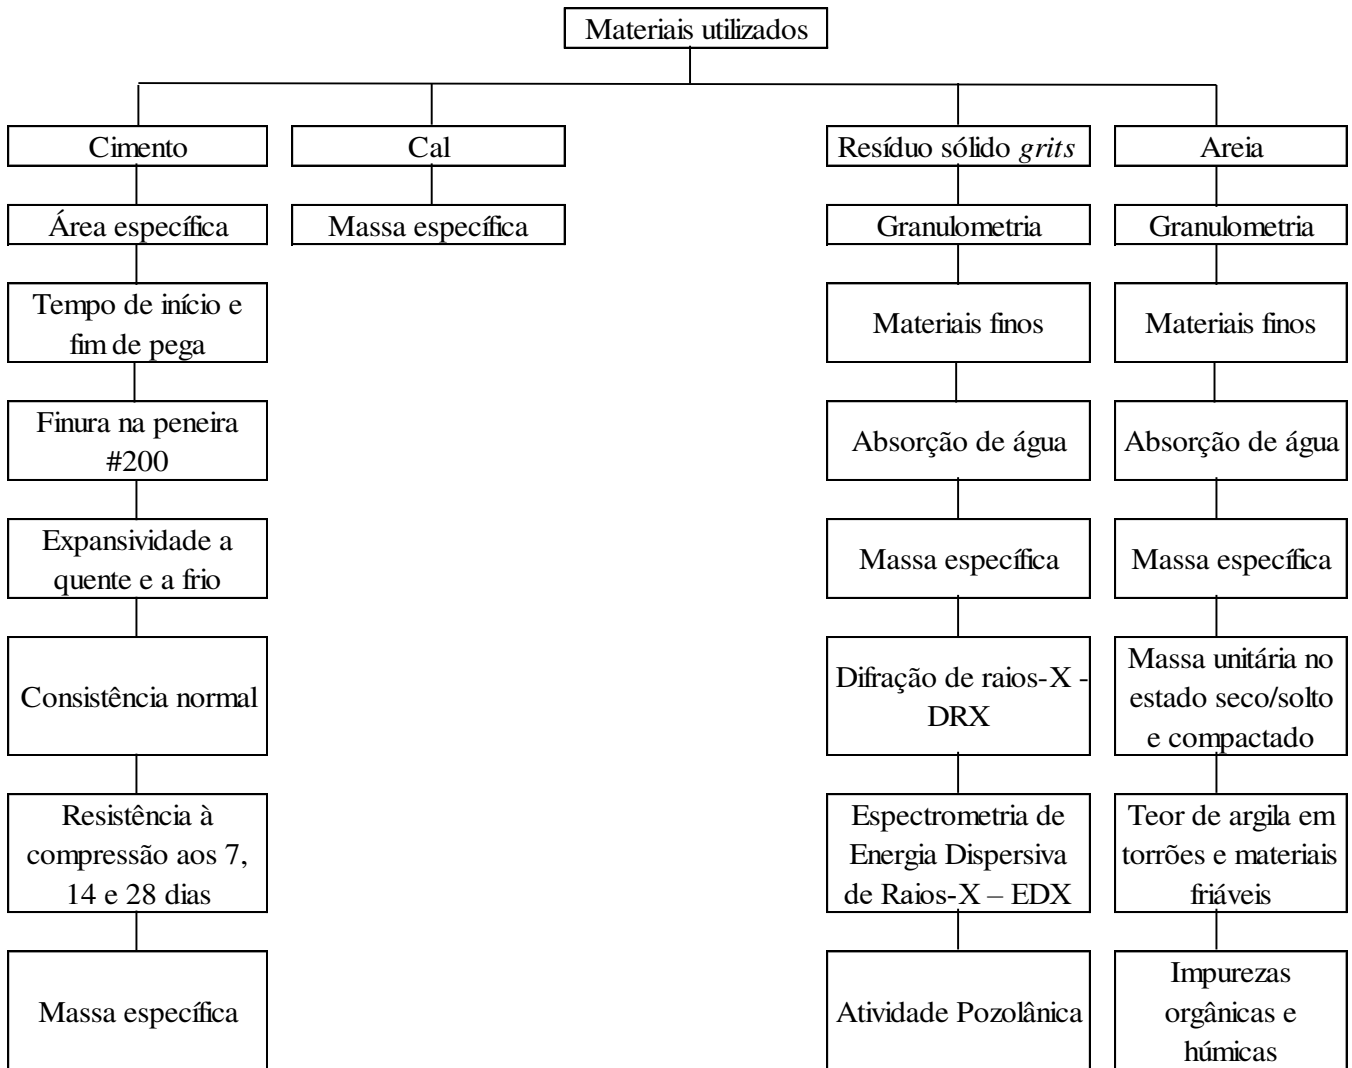 Materiais utilizados
Cimento
Cal
Resíduo sólido grits
Areia
Área específica
Massa específica
Granulometria
Granulometria
Tempo de início e
fim de pega
Materiais finos
Materiais finos
Finura na peneira
#200
Absorção de água
Absorção de água
Expansividade a
quente e a frio
Massa específica
Massa específica
Consistência normal
Difração de raios-X -
DRX
Massa unitária no
estado seco/solto
e compactado
Resistência à
compressão aos 7,
14 e 28 dias
Espectrometria de
Energia Dispersiva
de Raios-X – EDX
Teor de argila em
torrões e materiais
friáveis
Massa específica
Atividade Pozolânica
Impurezas
orgânicas e
húmicas